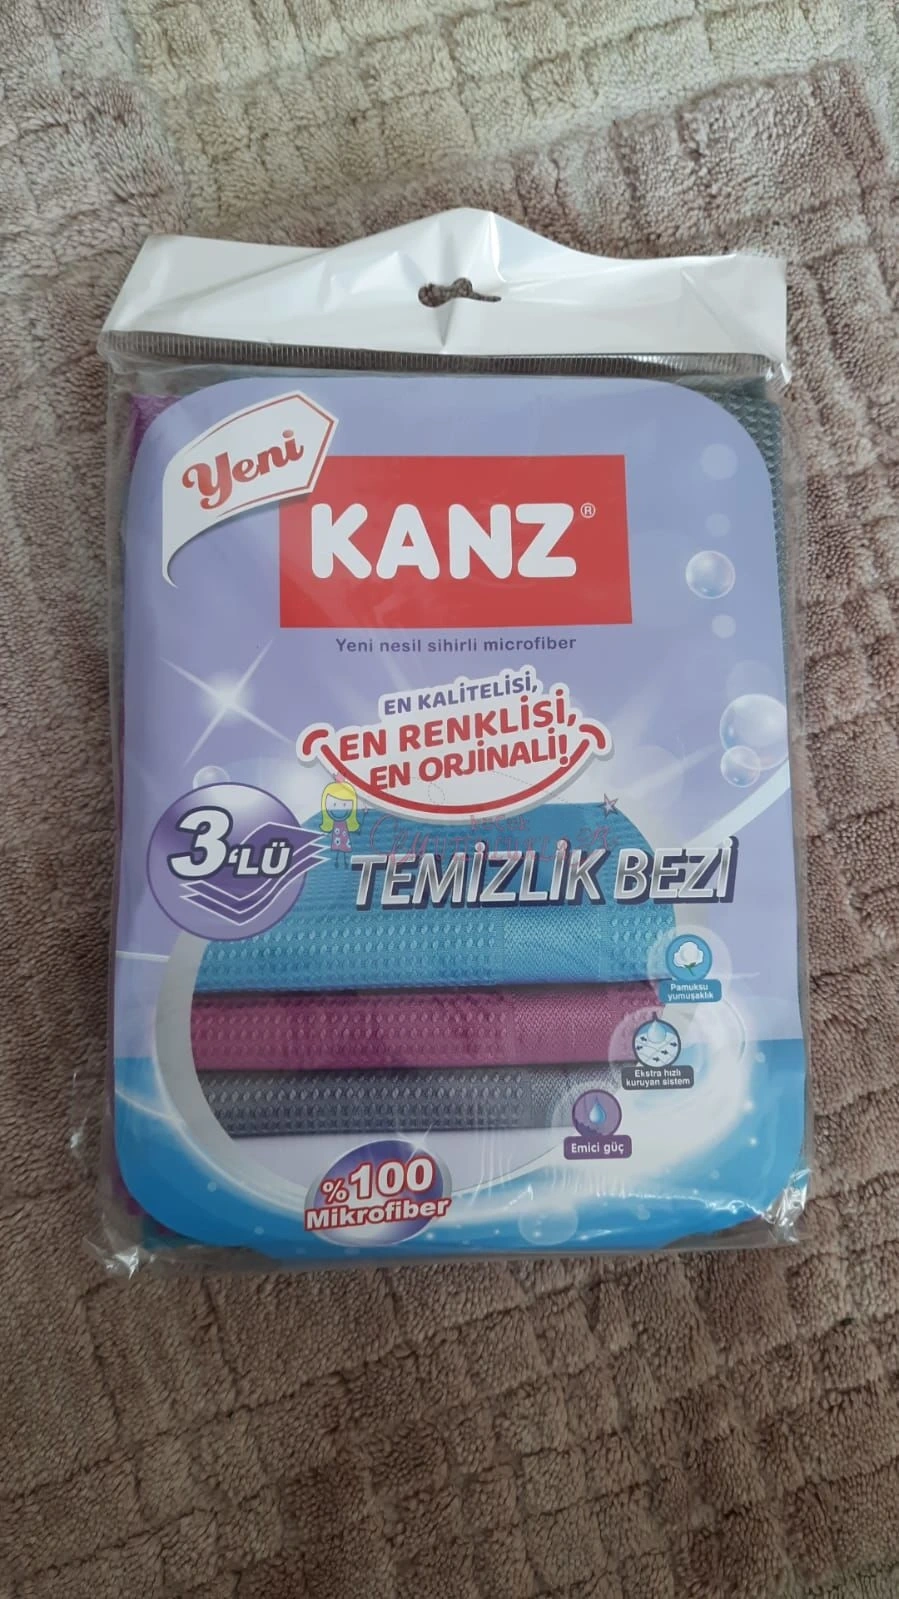 Yeni
KANZ®
Yeni nesil sihirli microfiber
EN KALİTELİSİ,
EN RENKLİSİ,
EN ORJİNALİ!
3'LÜ
TEMİZLİK BEZİ
Pamuksu
yumuşaklık
Ekstra hızlı
kuruyan sistem
Emici güç
%100
Mikrofiber